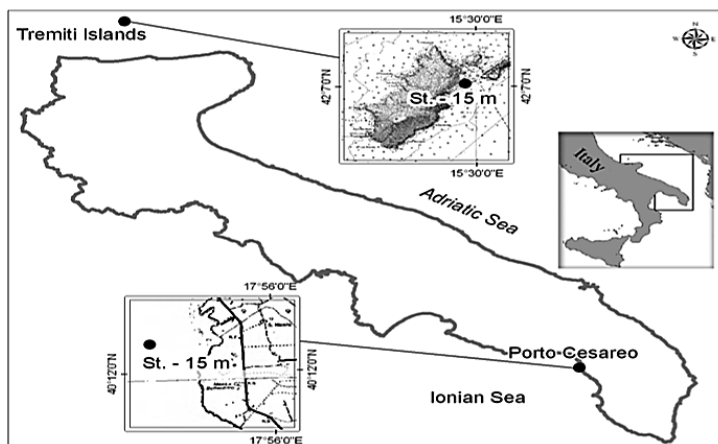 Tremiti Islands
15°30'0"E
N
S
42°7'0"N
St. - 15 m
42°7'0"N
15°30'0"E
Italy
Adriatic Sea
17°56'0"E
40°12'0"N
St. - 15 m
40°12'0"N
17°56'0"E
Porto-Cesareo
Ionian Sea